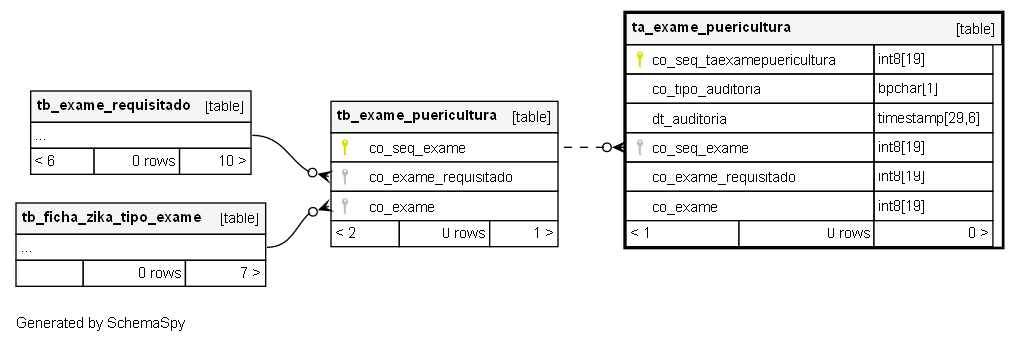 tb_exame_requisitado [table]
...
< 6 0 rows 10 >
tb_ficha_zika_tipo_exame [table]
...
0 rows 7 >
tb_exame_puericultura [table]
co_seq_exame
co_exame_requisitado
co_exame
< 2 0 rows 1 >
ta_exame_puericultura [table]
co_seq_taexamepuericultura int8[19]
co_tipo_auditoria bpchar[1]
dt_auditoria timestamp[29,6]
co_seq_exame int8[19]
co_exame_requisitado int8[19]
co_exame int8[19]
< 1 0 rows 0 >
Generated by SchemaSpy